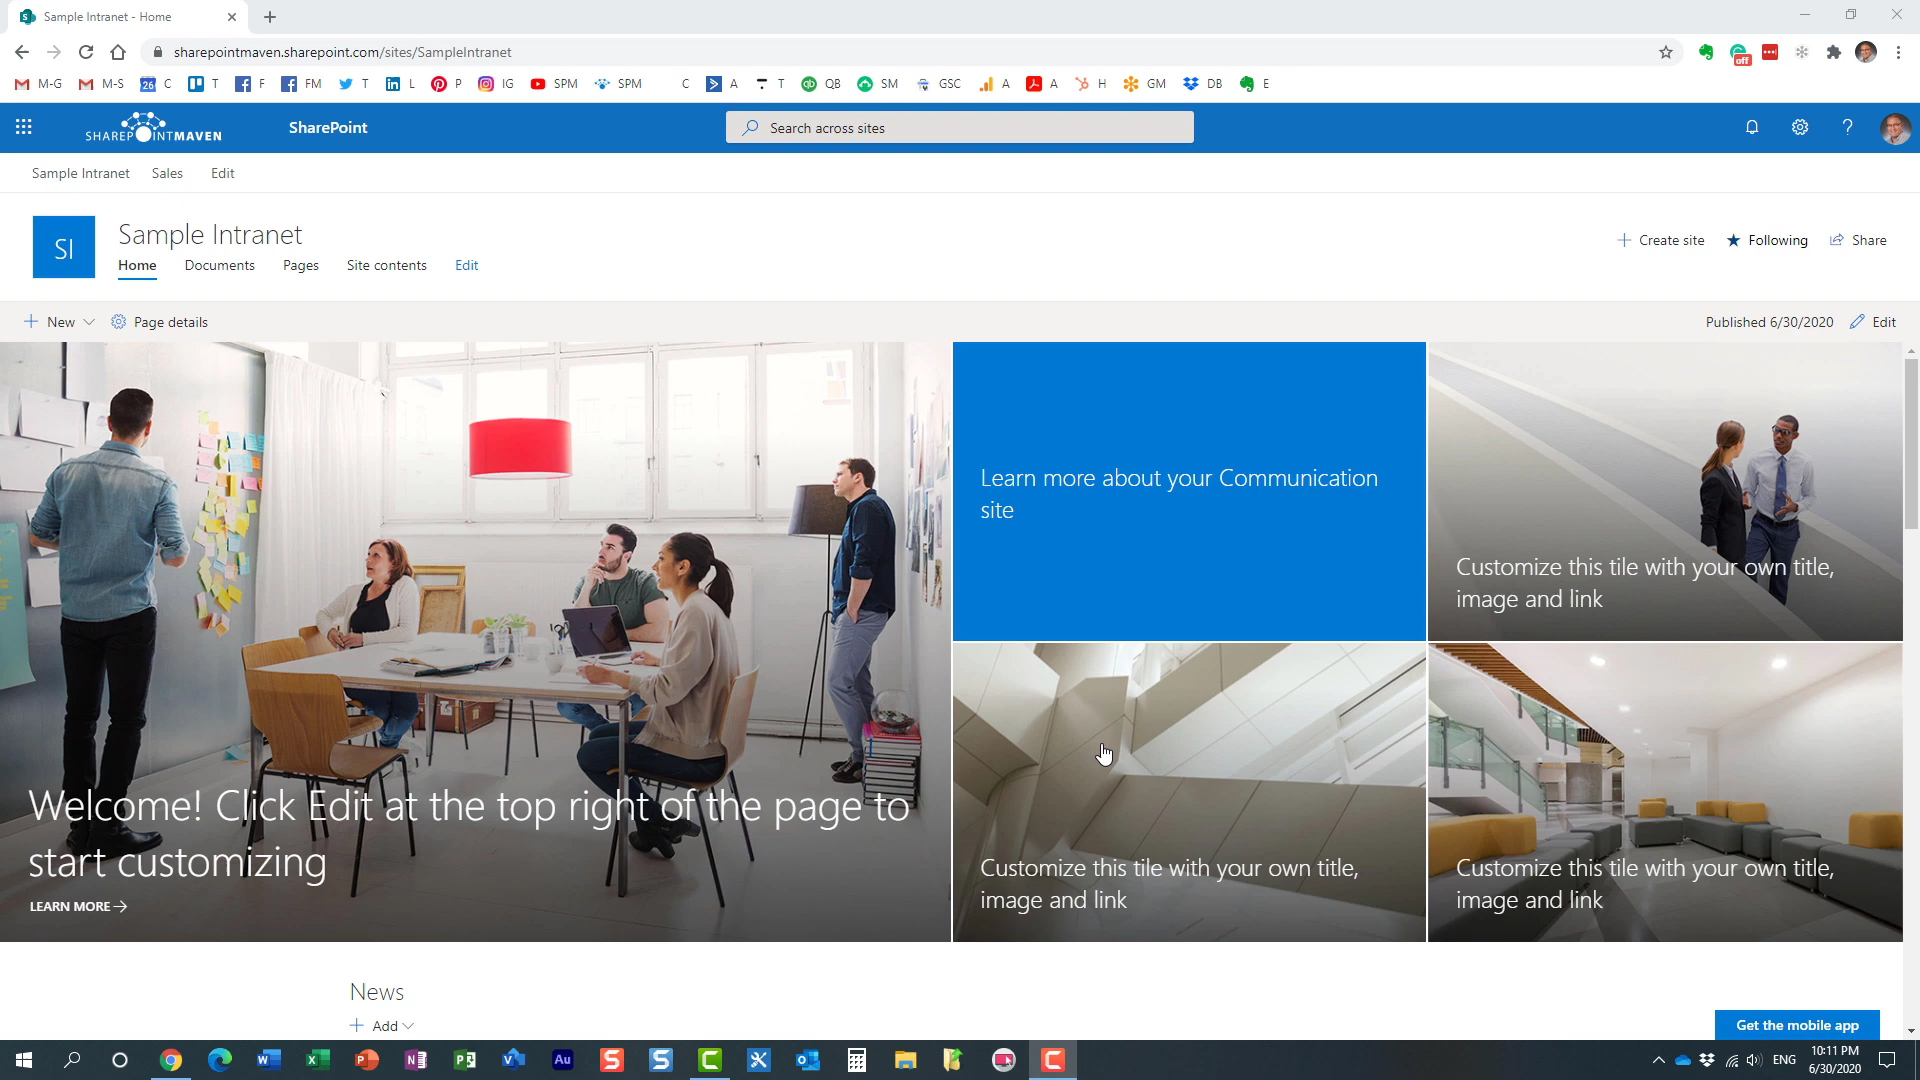 Sample Intranet - Home
sharepointmaven.sharepoint.com/sites/SampleIntranet
off
M-G M-S 26 C T F FM T L P IG SPM SPM C A T QB SM GSC A A H GM DB E
SHAREPOINTMAVEN SharePoint Search across sites
Sample Intranet Sales Edit
SI
Sample Intranet
Create site Following Share
Home Documents Pages Site contents Edit
New Page details Published 6/30/2020 Edit
Learn more about your Communication
site
Customize this tile with your own title,
image and link
Welcome! Click Edit at the top right of the page to
start customizing
LEARN MORE
Customize this tile with your own title,
image and link
Customize this tile with your own title,
image and link
News
Add
Get the mobile app
Au
ENG
10:11 PM
6/30/2020